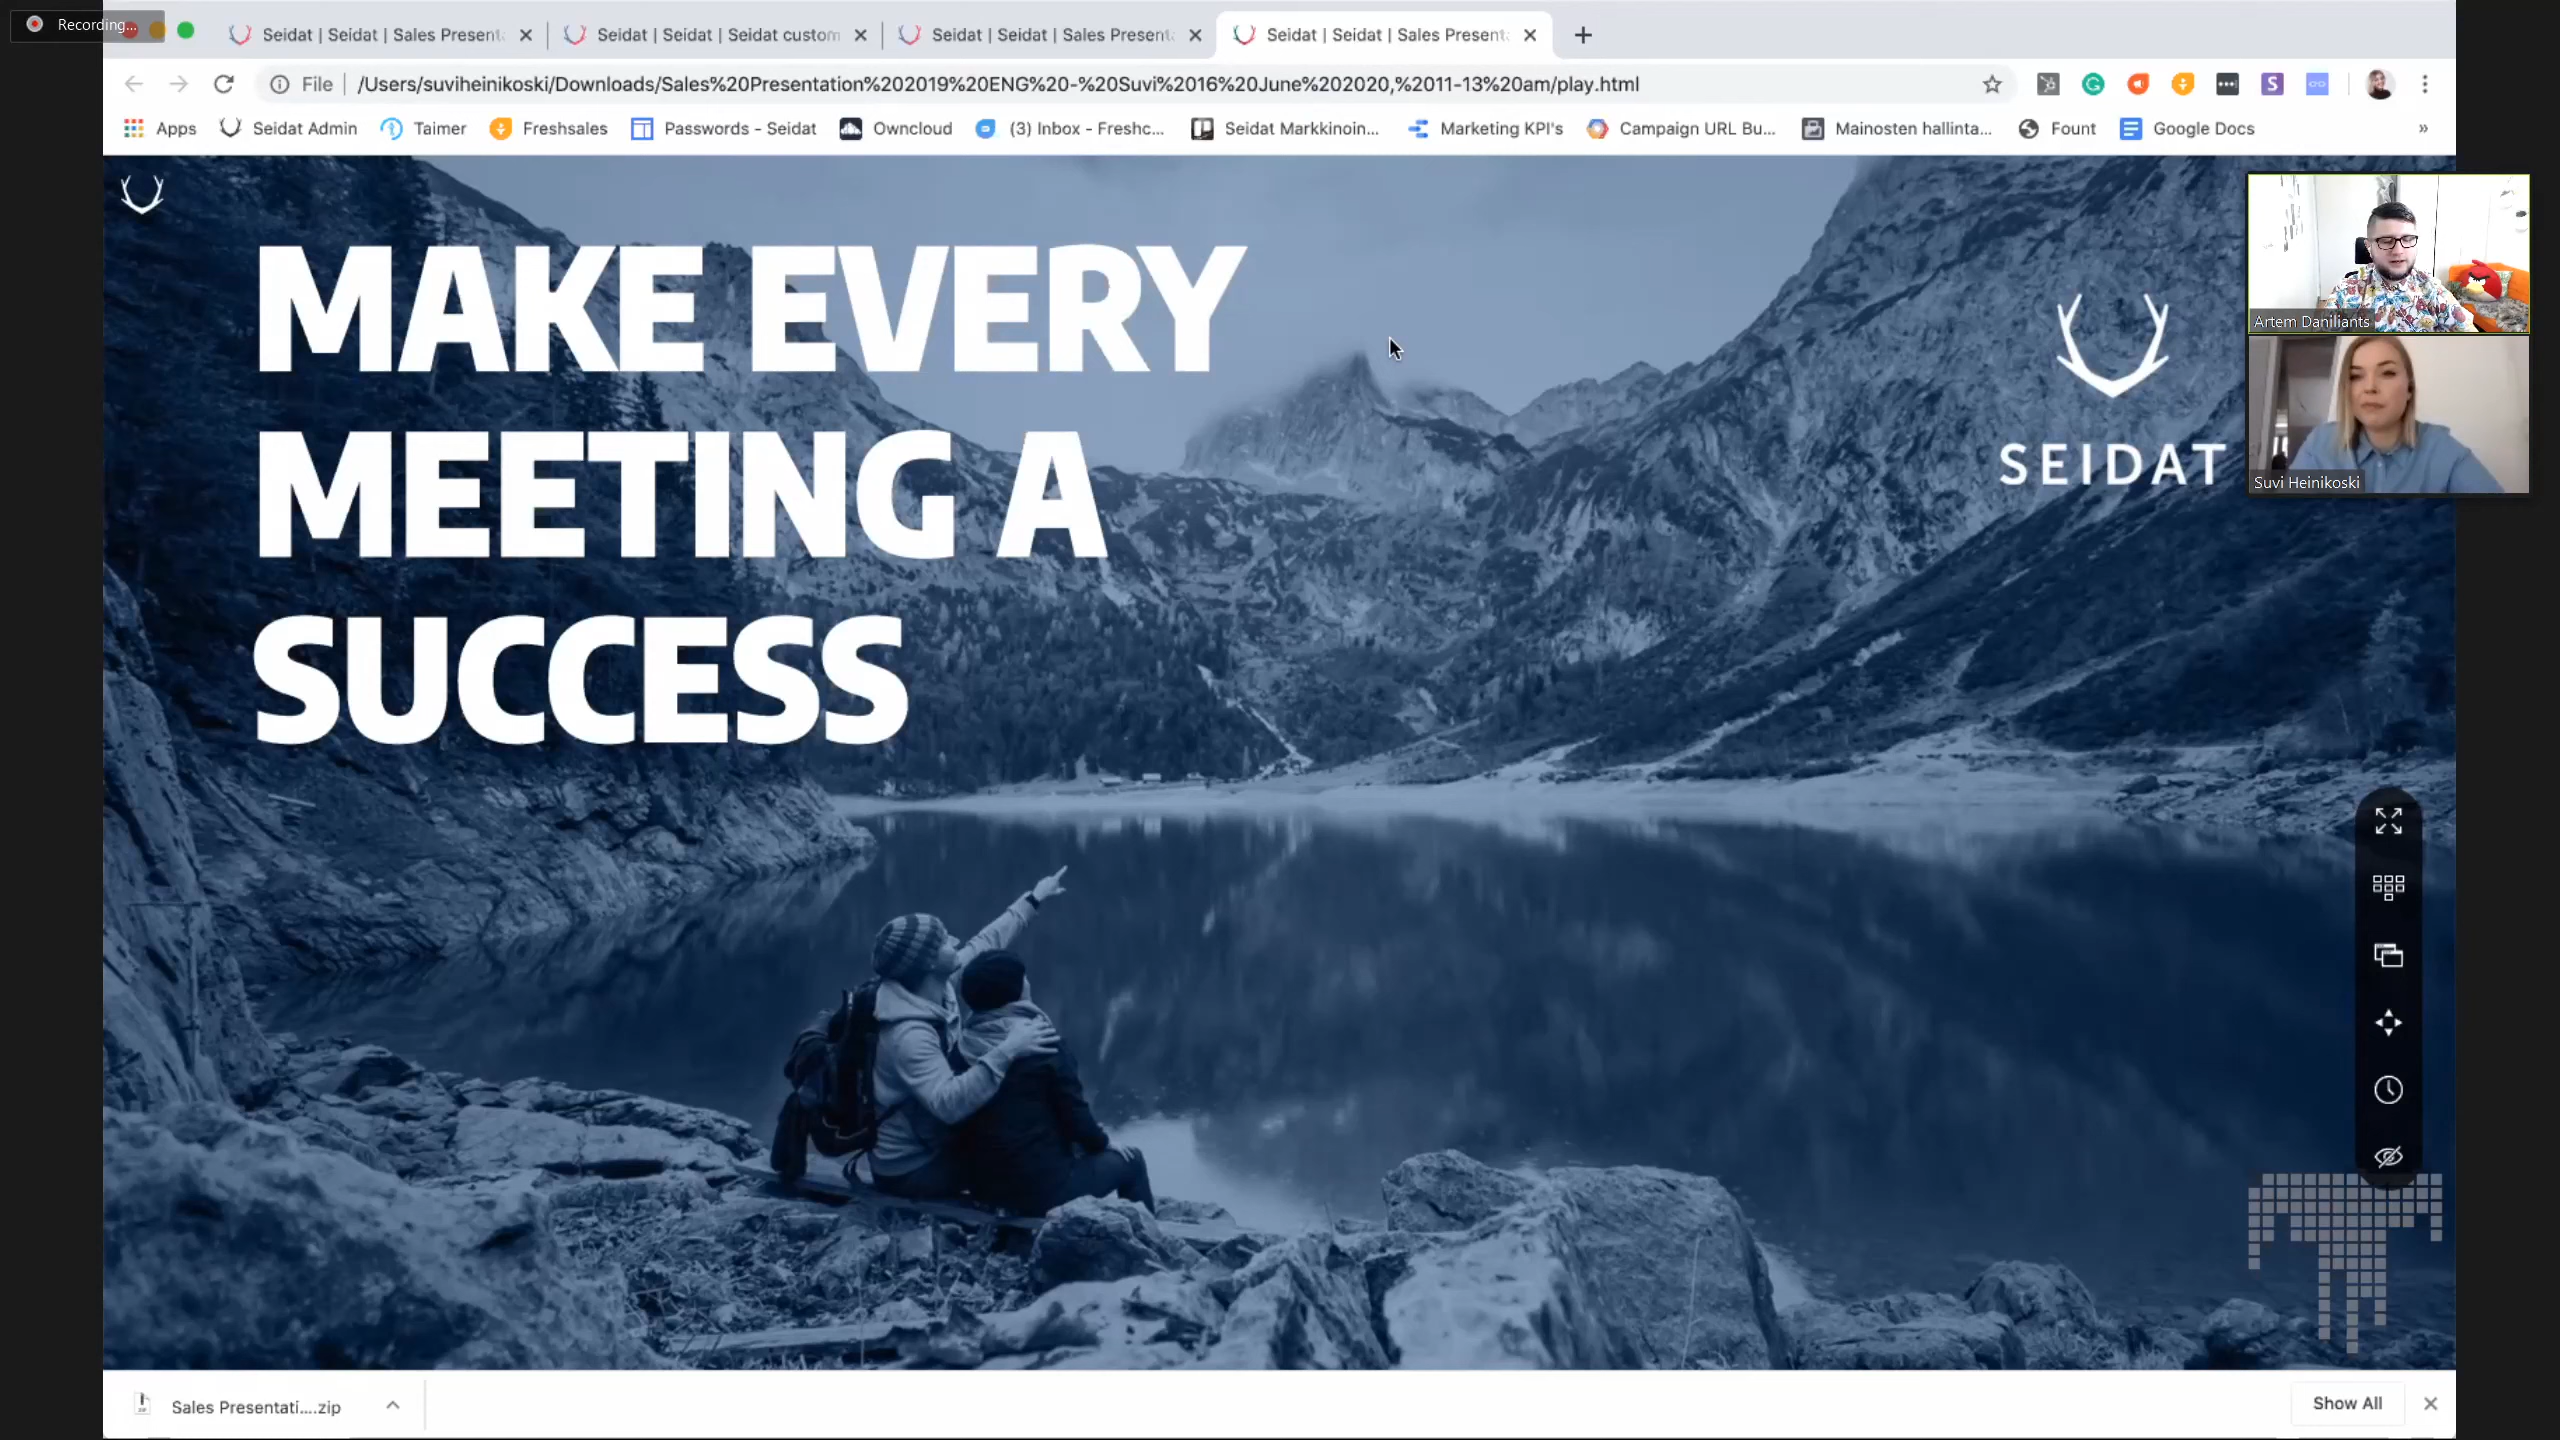 Recording...
Seidat | Seidat | Sales Present
Seidat | Seidat | Seidat custom
Seidat | Seidat | Sales Present
Seidat | Seidat | Sales Present
File
/Users/suviheinikoski/Downloads/Sales%20Presentation%202019%20ENG%20-%20Suvi%2016%20June%202020,%2011-13%20am/play.html
Apps
Seidat Admin
Taimer
Freshsales
Passwords - Seidat
Owncloud
(3) Inbox - Freshc...
Seidat Markkinoin...
Marketing KPI's
Campaign URL Bu...
Mainosten hallinta...
Fount
Google Docs
»
MAKE EVERY
MEETING A
SUCCESS
SEIDAT
Artem Daniliants
Suvi Heinikoski
Sales Presentati....zip
Show All